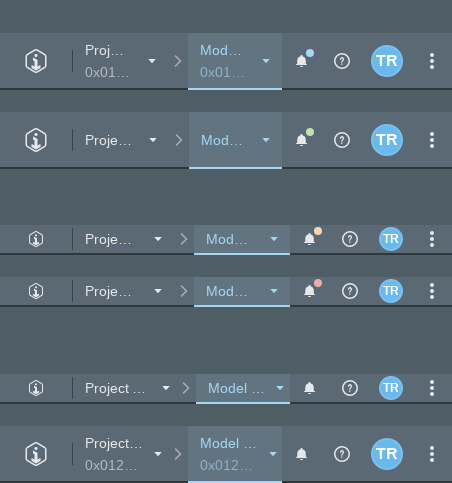 Proj… Mod… TR
0x01… 0x01…
Proje… Mod… TR
Proje… Mod… TR
Proje… Mod… TR
Project … Model … TR
Project… Model … TR
0x012… 0x012…